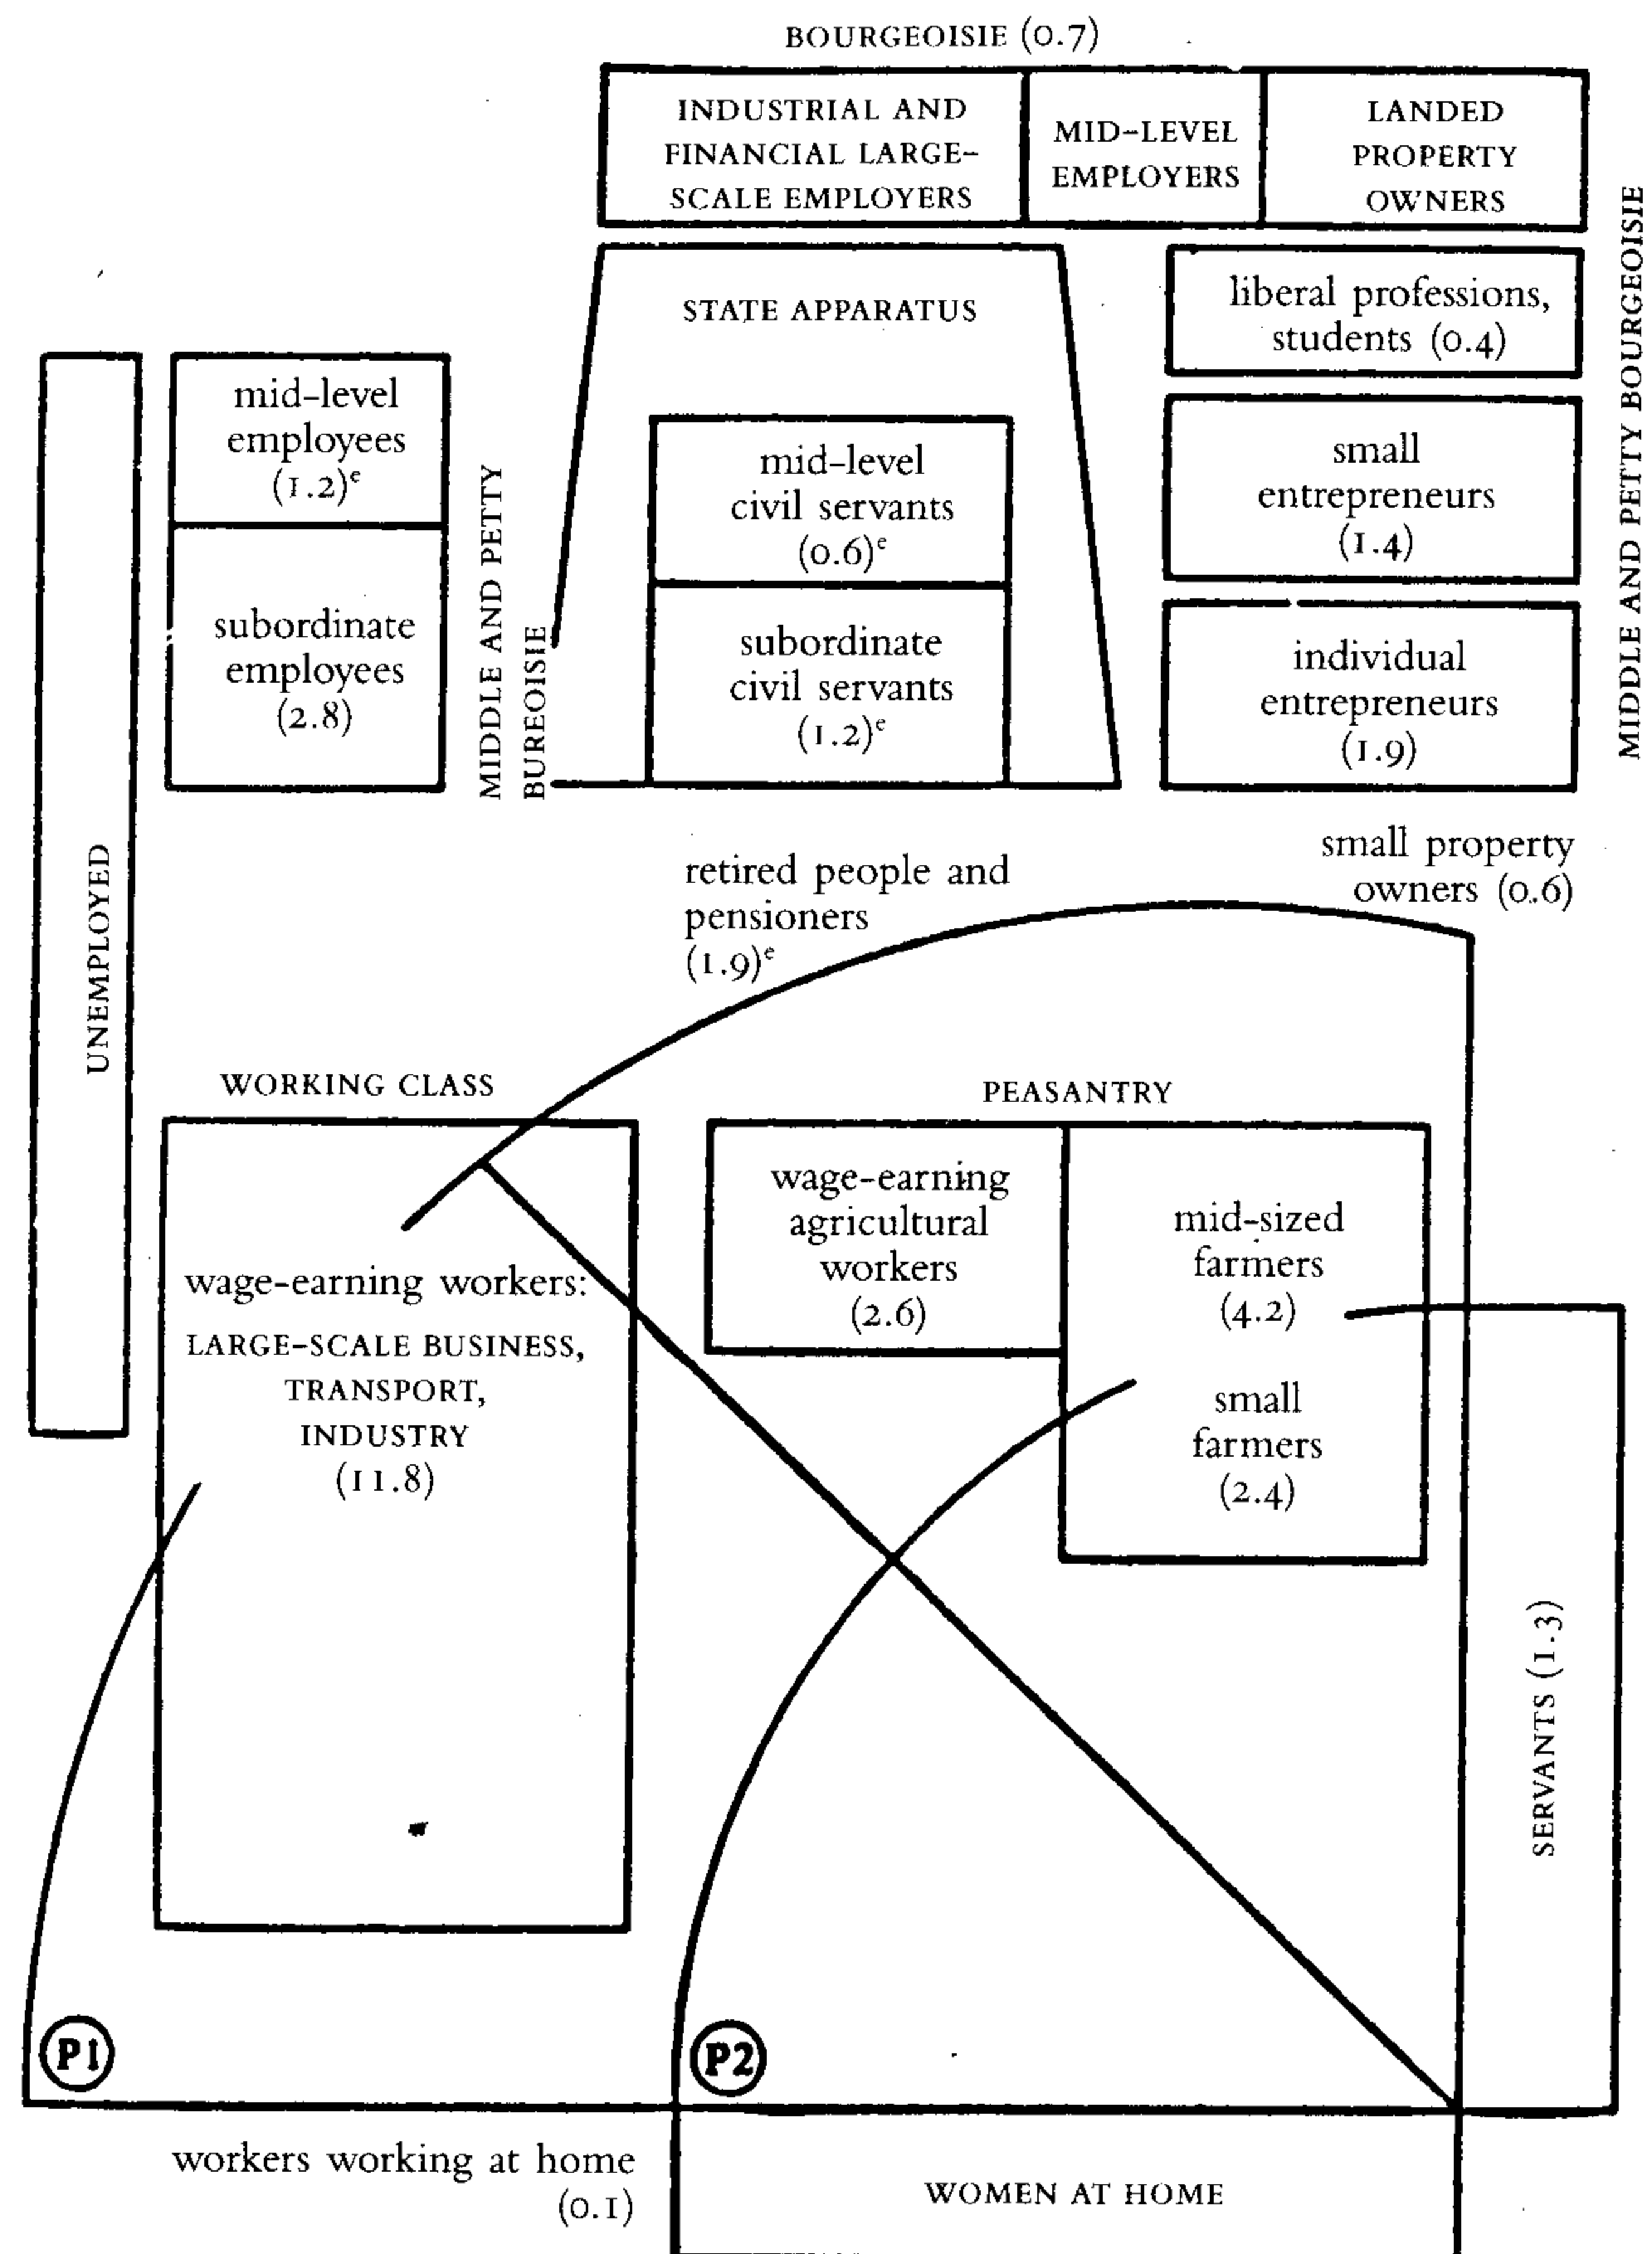 BOURGEOISIE (0.7)
INDUSTRIAL AND
FINANCIAL LARGE-
SCALE EMPLOYERS
MID-LEVEL
EMPLOYERS
LANDED
PROPERTY
OWNERS
MIDDLE AND PETTY BOURGEOISIE
STATE APPARATUS
liberal professions,
students (0.4)
mid-level
employees
(1.2)e
subordinate
employees
(2.8)
MIDDLE AND PETTY
BUREOISIE
mid-level
civil servants
(0.6)e
subordinate
civil servants
(1.2)e
small
entrepreneurs
(1.4)
individual
entrepreneurs
(1.9)
UNEMPLOYED
retired people and
pensioners
(1.9)e
small property
owners (0.6)
WORKING CLASS
wage-earning workers:
LARGE-SCALE BUSINESS,
TRANSPORT,
INDUSTRY
(11.8)
PEASANTRY
wage-earning
agricultural
workers
(2.6)
mid-sized
farmers
(4.2)
small
farmers
(2.4)
SERVANTS (1.3)
P1
P2
workers working at home
(0.1)
WOMEN AT HOME